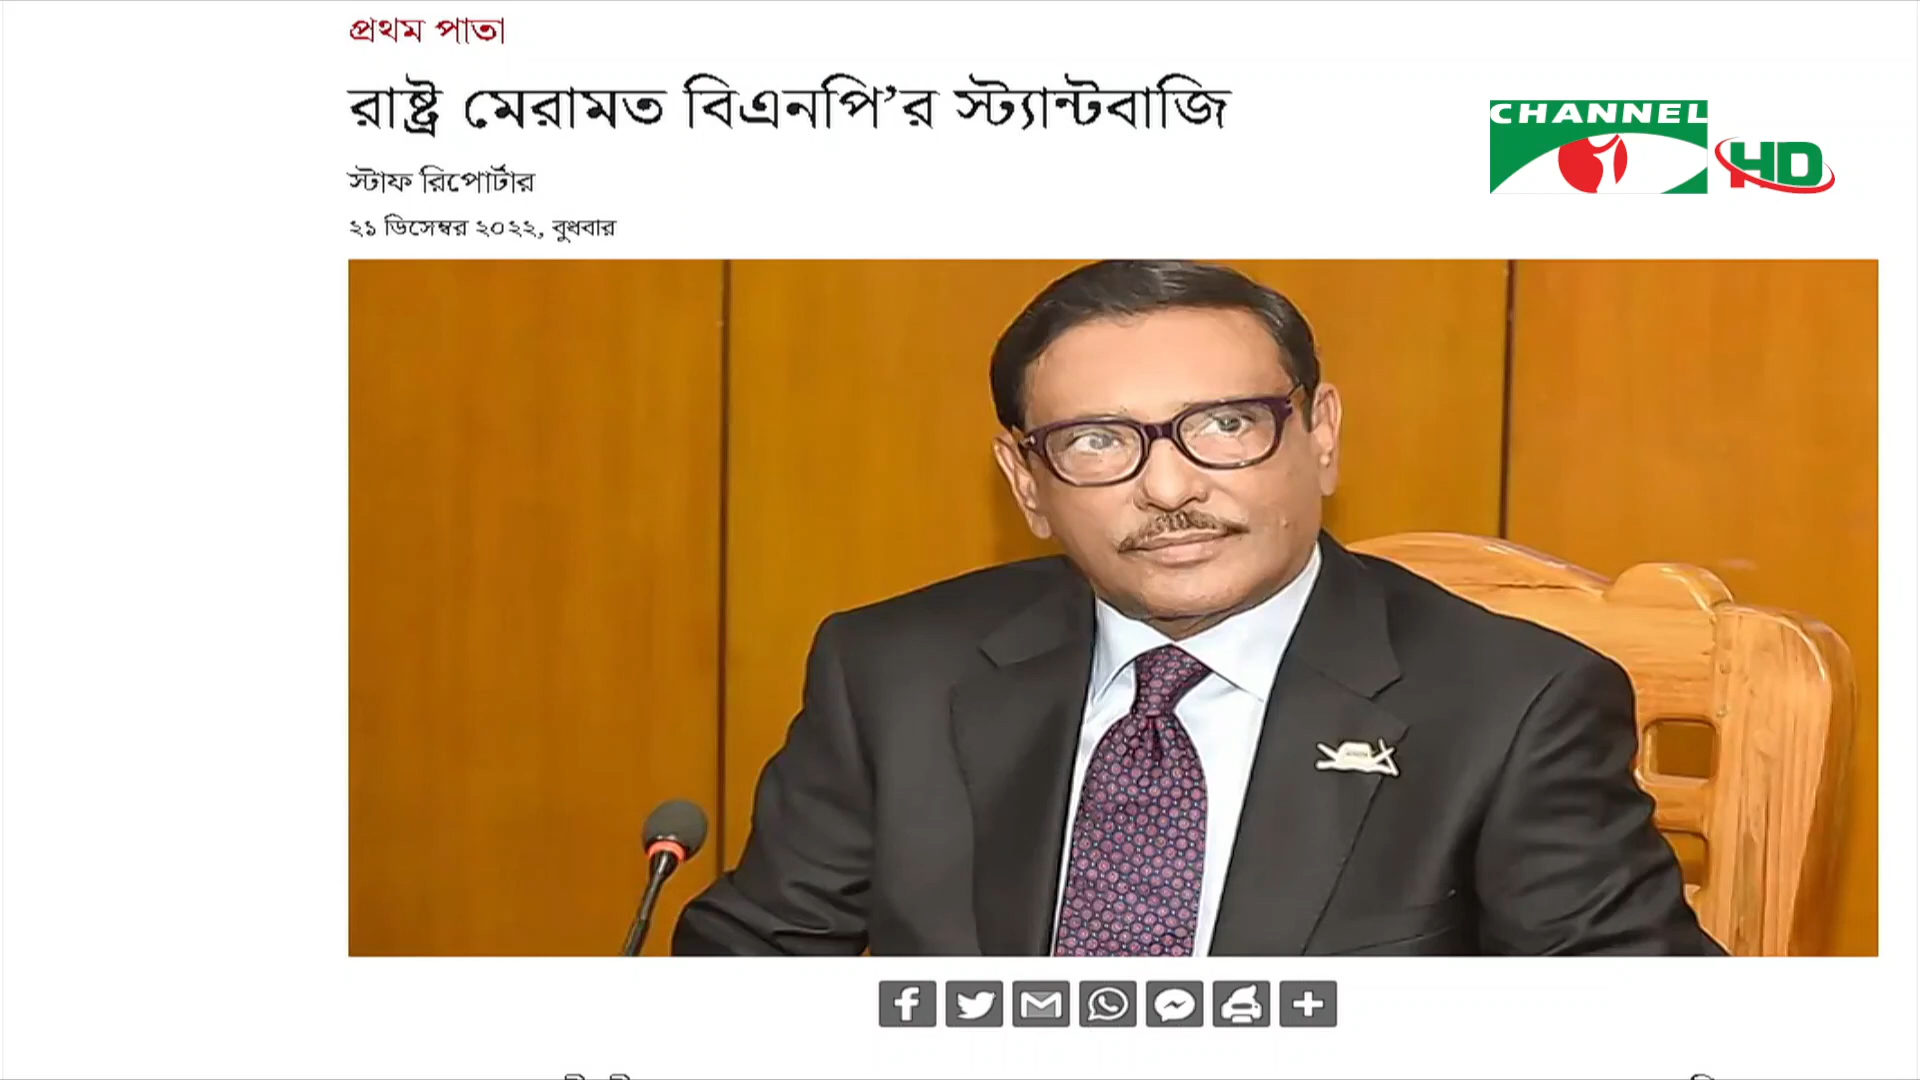 প্রথম পাতা
রাষ্ট্র মেরামত বিএনপি’র স্ট্যান্টবাজি
স্টাফ রিপোর্টার
২১ ডিসেম্বর ২০২২, বুধবার
CHANNEL
HD